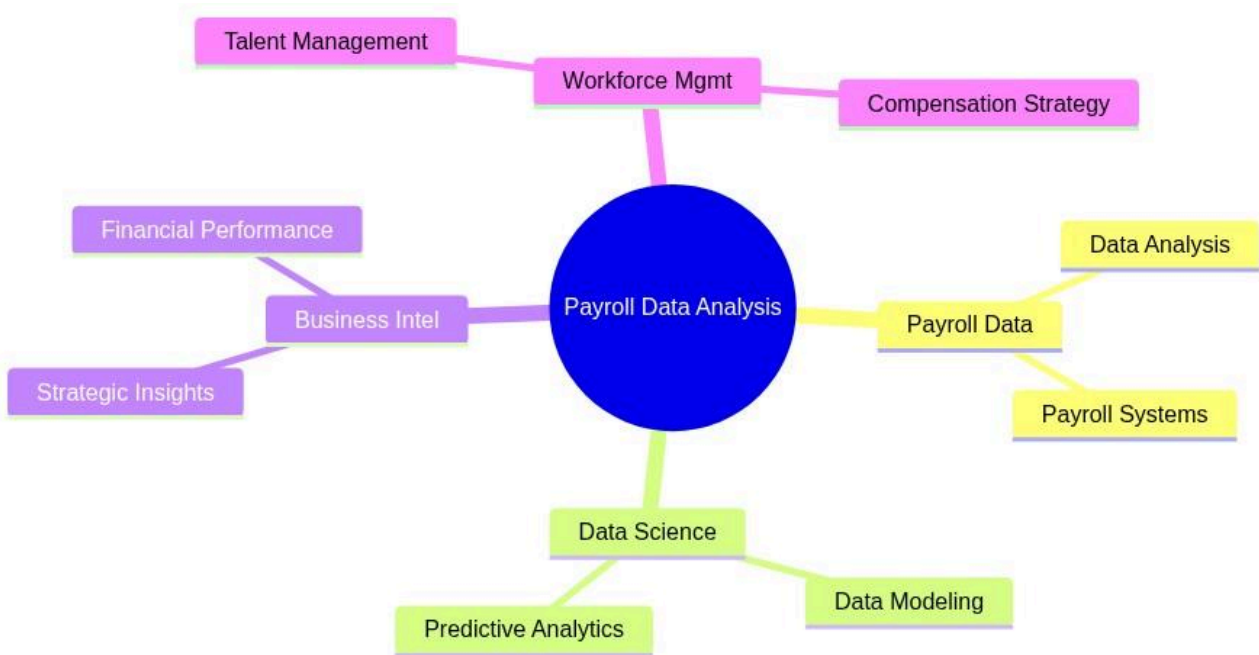 Talent Management
Workforce Mgmt
Compensation Strategy
Financial Performance
Business Intel
Strategic Insights
Payroll Data Analysis
Data Analysis
Payroll Data
Payroll Systems
Data Science
Predictive Analytics
Data Modeling